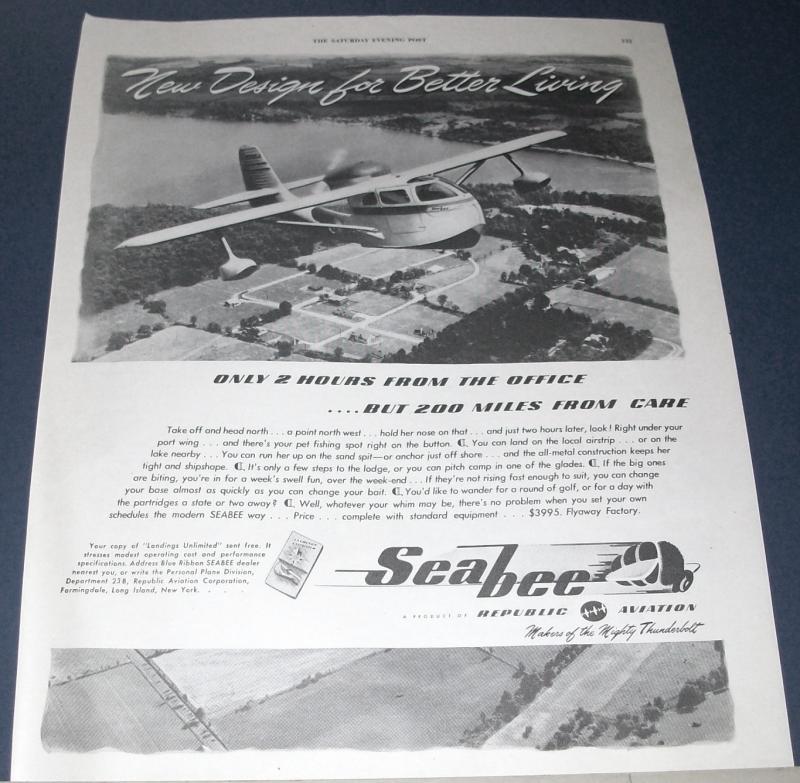 THE SATURDAY EVENING POST
New Design for Better Living
Seabee
ONLY 2 HOURS FROM THE OFFICE
....BUT 200 MILES FROM CARE
Take off and head north . . . a point north west . . . hold her nose on that . . . and just two hours later, look! Right under your
port wing . . . and there's your pet fishing spot right on the button. ℂ You can land on the local airstrip . . . or on the
lake nearby . . . You can run her up on the sand spit—or anchor just off shore . . . and the all-metal construction keeps her
tight and shipshape. ℂ It's only a few steps to the lodge, or you can pitch camp in one of the glades. ℂ If the big ones
are biting, you're in for a week's swell fun, over the week-end . . . If they're not rising fast enough to suit, you can change
your base almost as quickly as you can change your bait. ℂ You'd like to wander for a round of golf, or for a day with
the partridges a state or two away? ℂ Well, whatever your whim may be, there's no problem when you set your own
schedules the modern SEABEE way . . . Price . . . complete with standard equipment . . . $3995. Flyaway Factory.
Your copy of "Landings Unlimited" sent free. It
stresses modest operating cost and performance
specifications. Address Blue Ribbon SEABEE dealer
nearest you, or write the Personal Plane Division,
Department 23B, Republic Aviation Corporation,
Farmingdale, Long Island, New York. . . . .
Seabee
A PRODUCT OF REPUBLIC AVIATION
Makers of the Mighty Thunderbolt